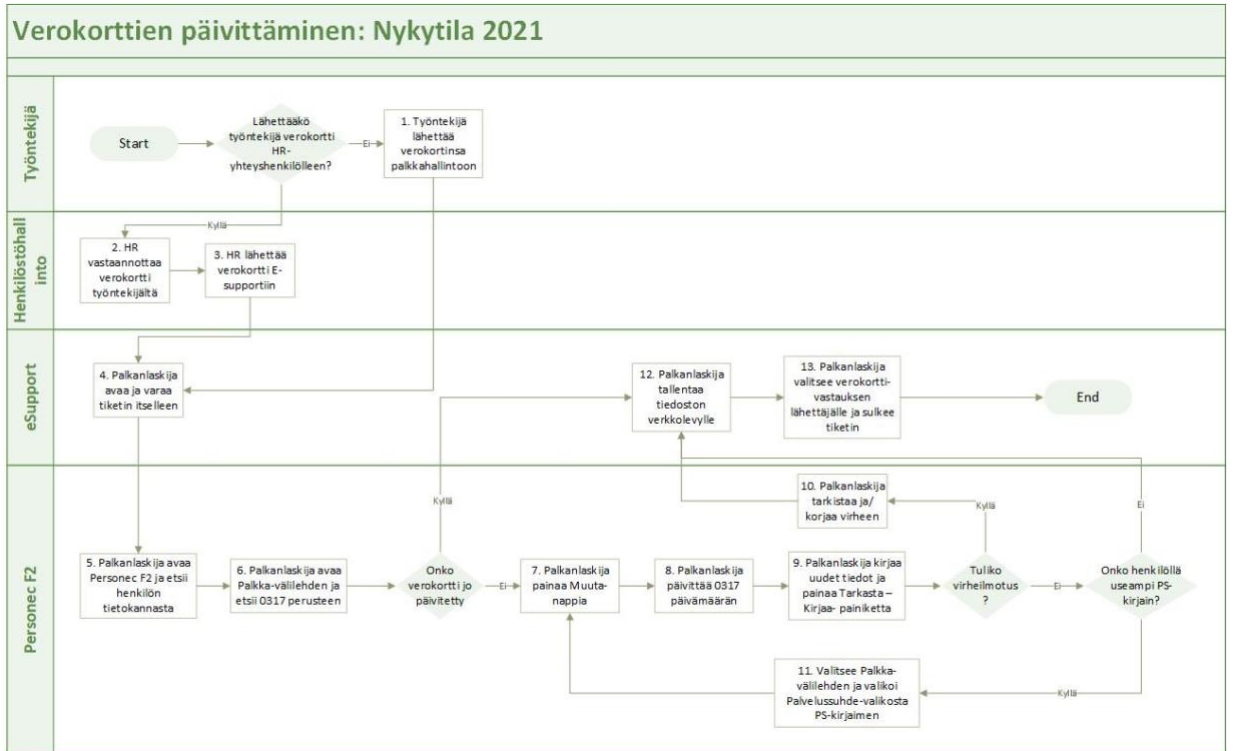 Verokorttien päivittäminen: Nykytila 2021
Työntekijä
Start
Lähettääkö
työntekijä verokortti
HR-
yhteyshenkilölleen?
Ei
1. Työntekijä
lähettää
verokortinsa
palkkahallintoon
Kyllä
Henkilöstöhall
into
2. HR
vastaannottaa
verokortti
työntekijältä
3. HR lähettää
verokortti E-
supportiin
eSupport
4. Palkanlaskija
avaa ja varaa
tiketin itselleen
12. Palkanlaskija
tallentaa
tiedoston
verkkolevylle
13. Palkanlaskija
valitsee verokortti-
vastauksen
lähettäjälle ja sulkee
tiketin
End
Personec F2
Kyllä
10. Palkanlaskija
tarkistaa ja/
korjaa virheen
Kyllä
Ei
5. Palkanlaskija avaa
Personec F2 ja etsii
henkilön
tietokannasta
6. Palkanlaskija avaa
Palkka-välilehden ja
etsii 0317 perusteen
Onko
verokortti jo
päivitetty
Ei
7. Palkanlaskija
painaa Muuta-
nappia
8. Palkanlaskija
päivittää 0317
päivämäärän
9. Palkanlaskija kirjaa
uudet tiedot ja
painaa Tarkasta –
Kirjaa- painiketta
Tuliko
virheilmotus
?
Ei
Onko henkilöllä
useampi PS-
kirjain?
11. Valitsee Palkka-
välilehden ja valikoi
Palvelussuhde-valikosta
PS-kirjaimen
Kyllä